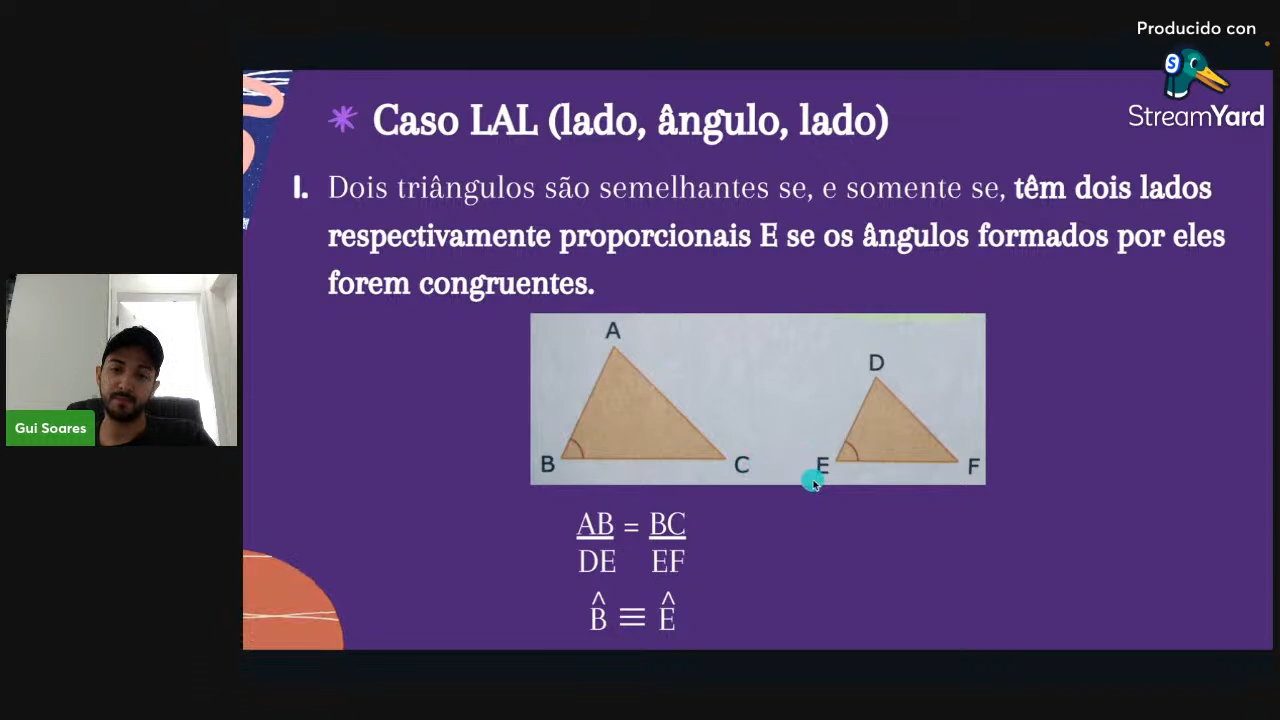 Producido con
StreamYard
Caso LAL (lado, ângulo, lado)
I. Dois triângulos são semelhantes se, e somente se, têm dois lados
respectivamente proporcionais E se os ângulos formados por eles
forem congruentes.
A
D
B
C
E
F
Gui Soares
AB = BC
DE EF
B̂ ≡ Ê